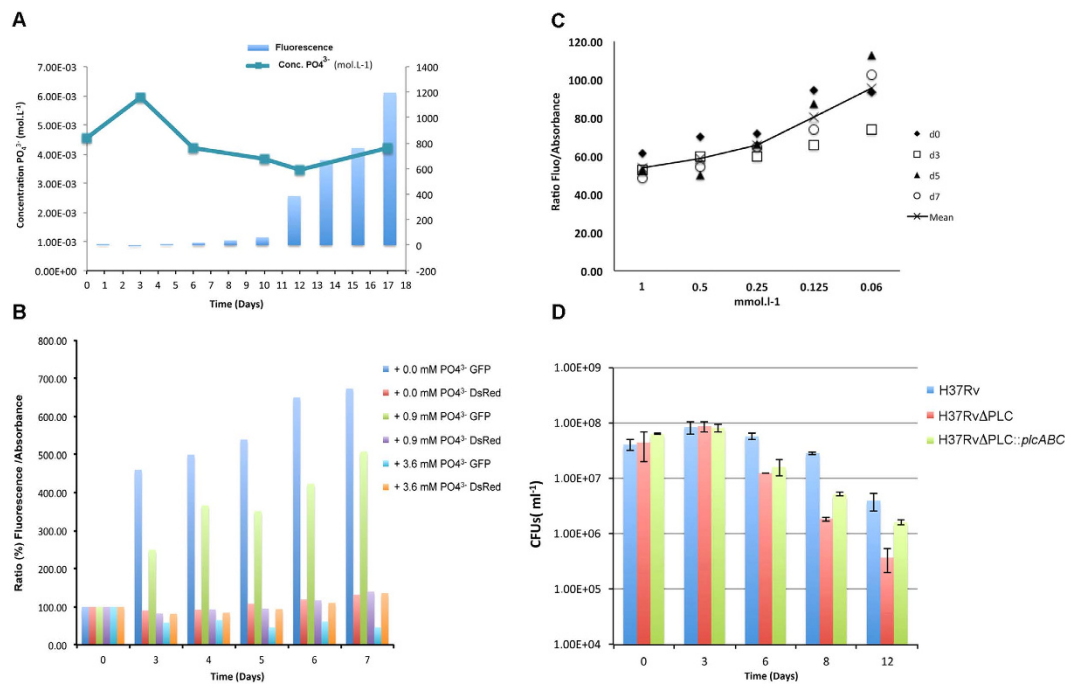 A
Fluorescence
Conc. PO4³⁻ (mol.L-1)
7.00E-03
6.00E-03
5.00E-03
4.00E-03
3.00E-03
2.00E-03
1.00E-03
0.00E+00
1400
1200
1000
800
600
400
200
0
-200
Concentration PO₄³⁻ (mol.L⁻¹)
0 1 2 3 4 5 6 7 8 9 10 11 12 13 14 15 16 17 18
Time (Days)
B
800.00
700.00
600.00
500.00
400.00
300.00
200.00
100.00
0.00
Ratio (%) Fluorescence /Absorbance
+ 0.0 mM PO4³⁻ GFP
+ 0.0 mM PO4³⁻ DsRed
+ 0.9 mM PO4³⁻ GFP
+ 0.9 mM PO4³⁻ DsRed
+ 3.6 mM PO4³⁻ GFP
+ 3.6 mM PO4³⁻ DsRed
0 3 4 5 6 7
Time (Days)
C
120.00
100.00
80.00
60.00
40.00
20.00
0.00
Ratio Fluo/Absorbance
d0
d3
d5
d7
Mean
1 0.5 0.25 0.125 0.06
mmol.l-1
D
1.00E+09
1.00E+08
1.00E+07
1.00E+06
1.00E+05
1.00E+04
CFUs( ml⁻¹)
H37Rv
H37RvΔPLC
H37RvΔPLC::plcABC
0 3 6 8 12
Time (Days)